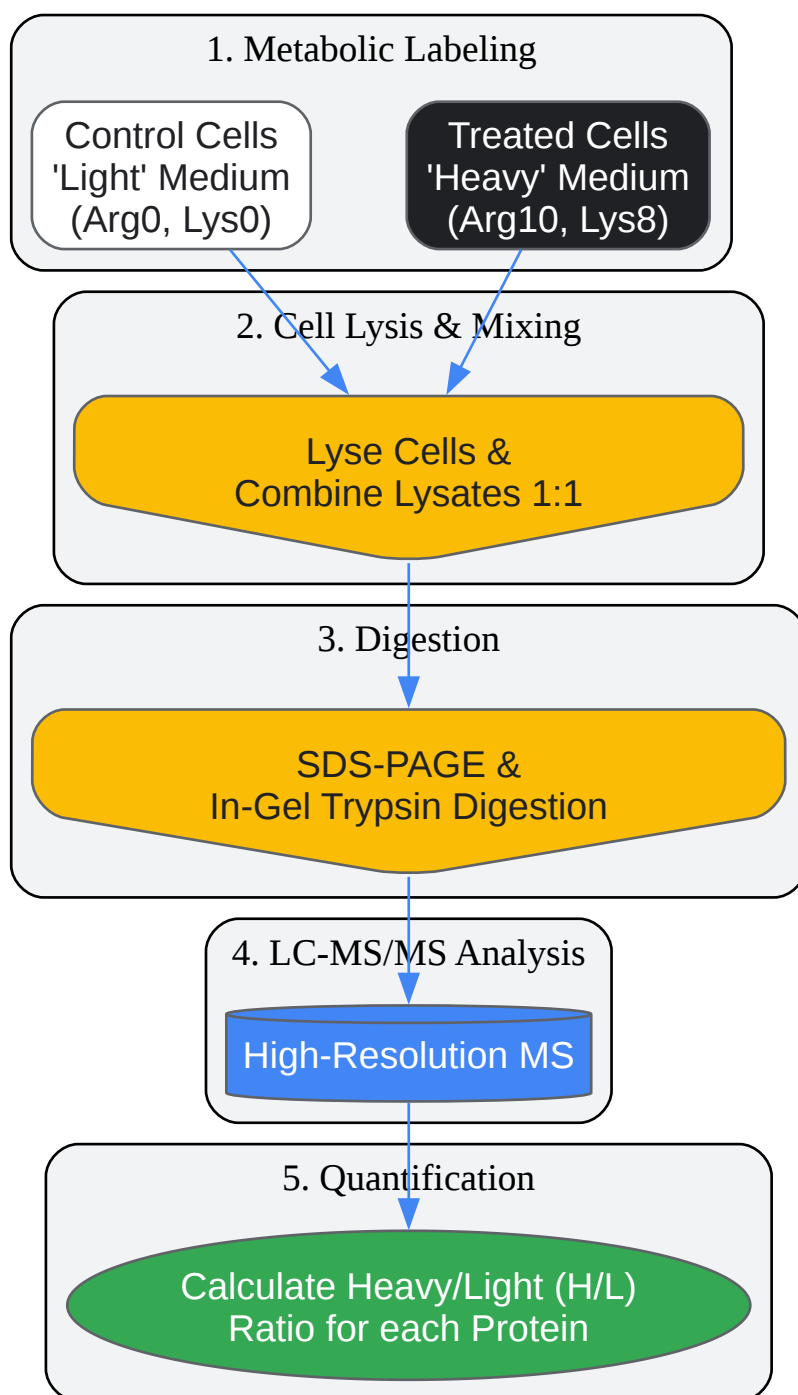 1. Metabolic Labeling
Control Cells
'Light' Medium
(Arg0, Lys0)
Treated Cells
'Heavy' Medium
(Arg10, Lys8)
2. Cell Lysis & Mixing
Lyse Cells &
Combine Lysates 1:1
3. Digestion
SDS-PAGE &
In-Gel Trypsin Digestion
4. LC-MS/MS Analysis
High-Resolution MS
5. Quantification
Calculate Heavy/Light (H/L)
Ratio for each Protein